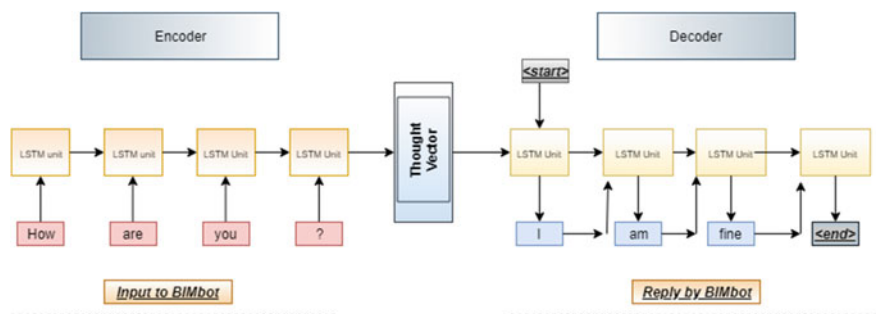 Encoder
Decoder
<start>
LSTM unit
LSTM unit
LSTM Unit
LSTM Unit
Thought
Vector
LSTM Unit
LSTM Unit
LSTM Unit
LSTM Unit
How
are
you
?
I
am
fine
<end>
Input to BIMbot
Reply by BIMbot